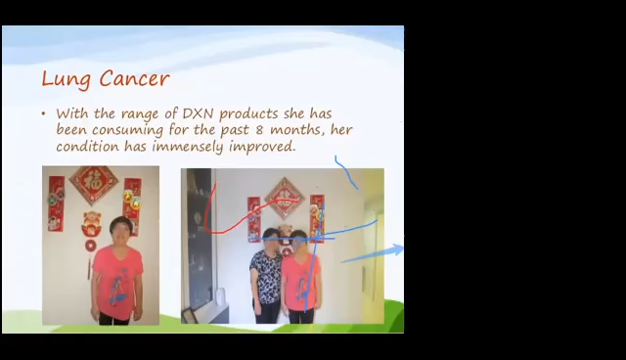 Lung Cancer
• With the range of DXN products she has
been consuming for the past 8 months, her
condition has immensely improved.
福